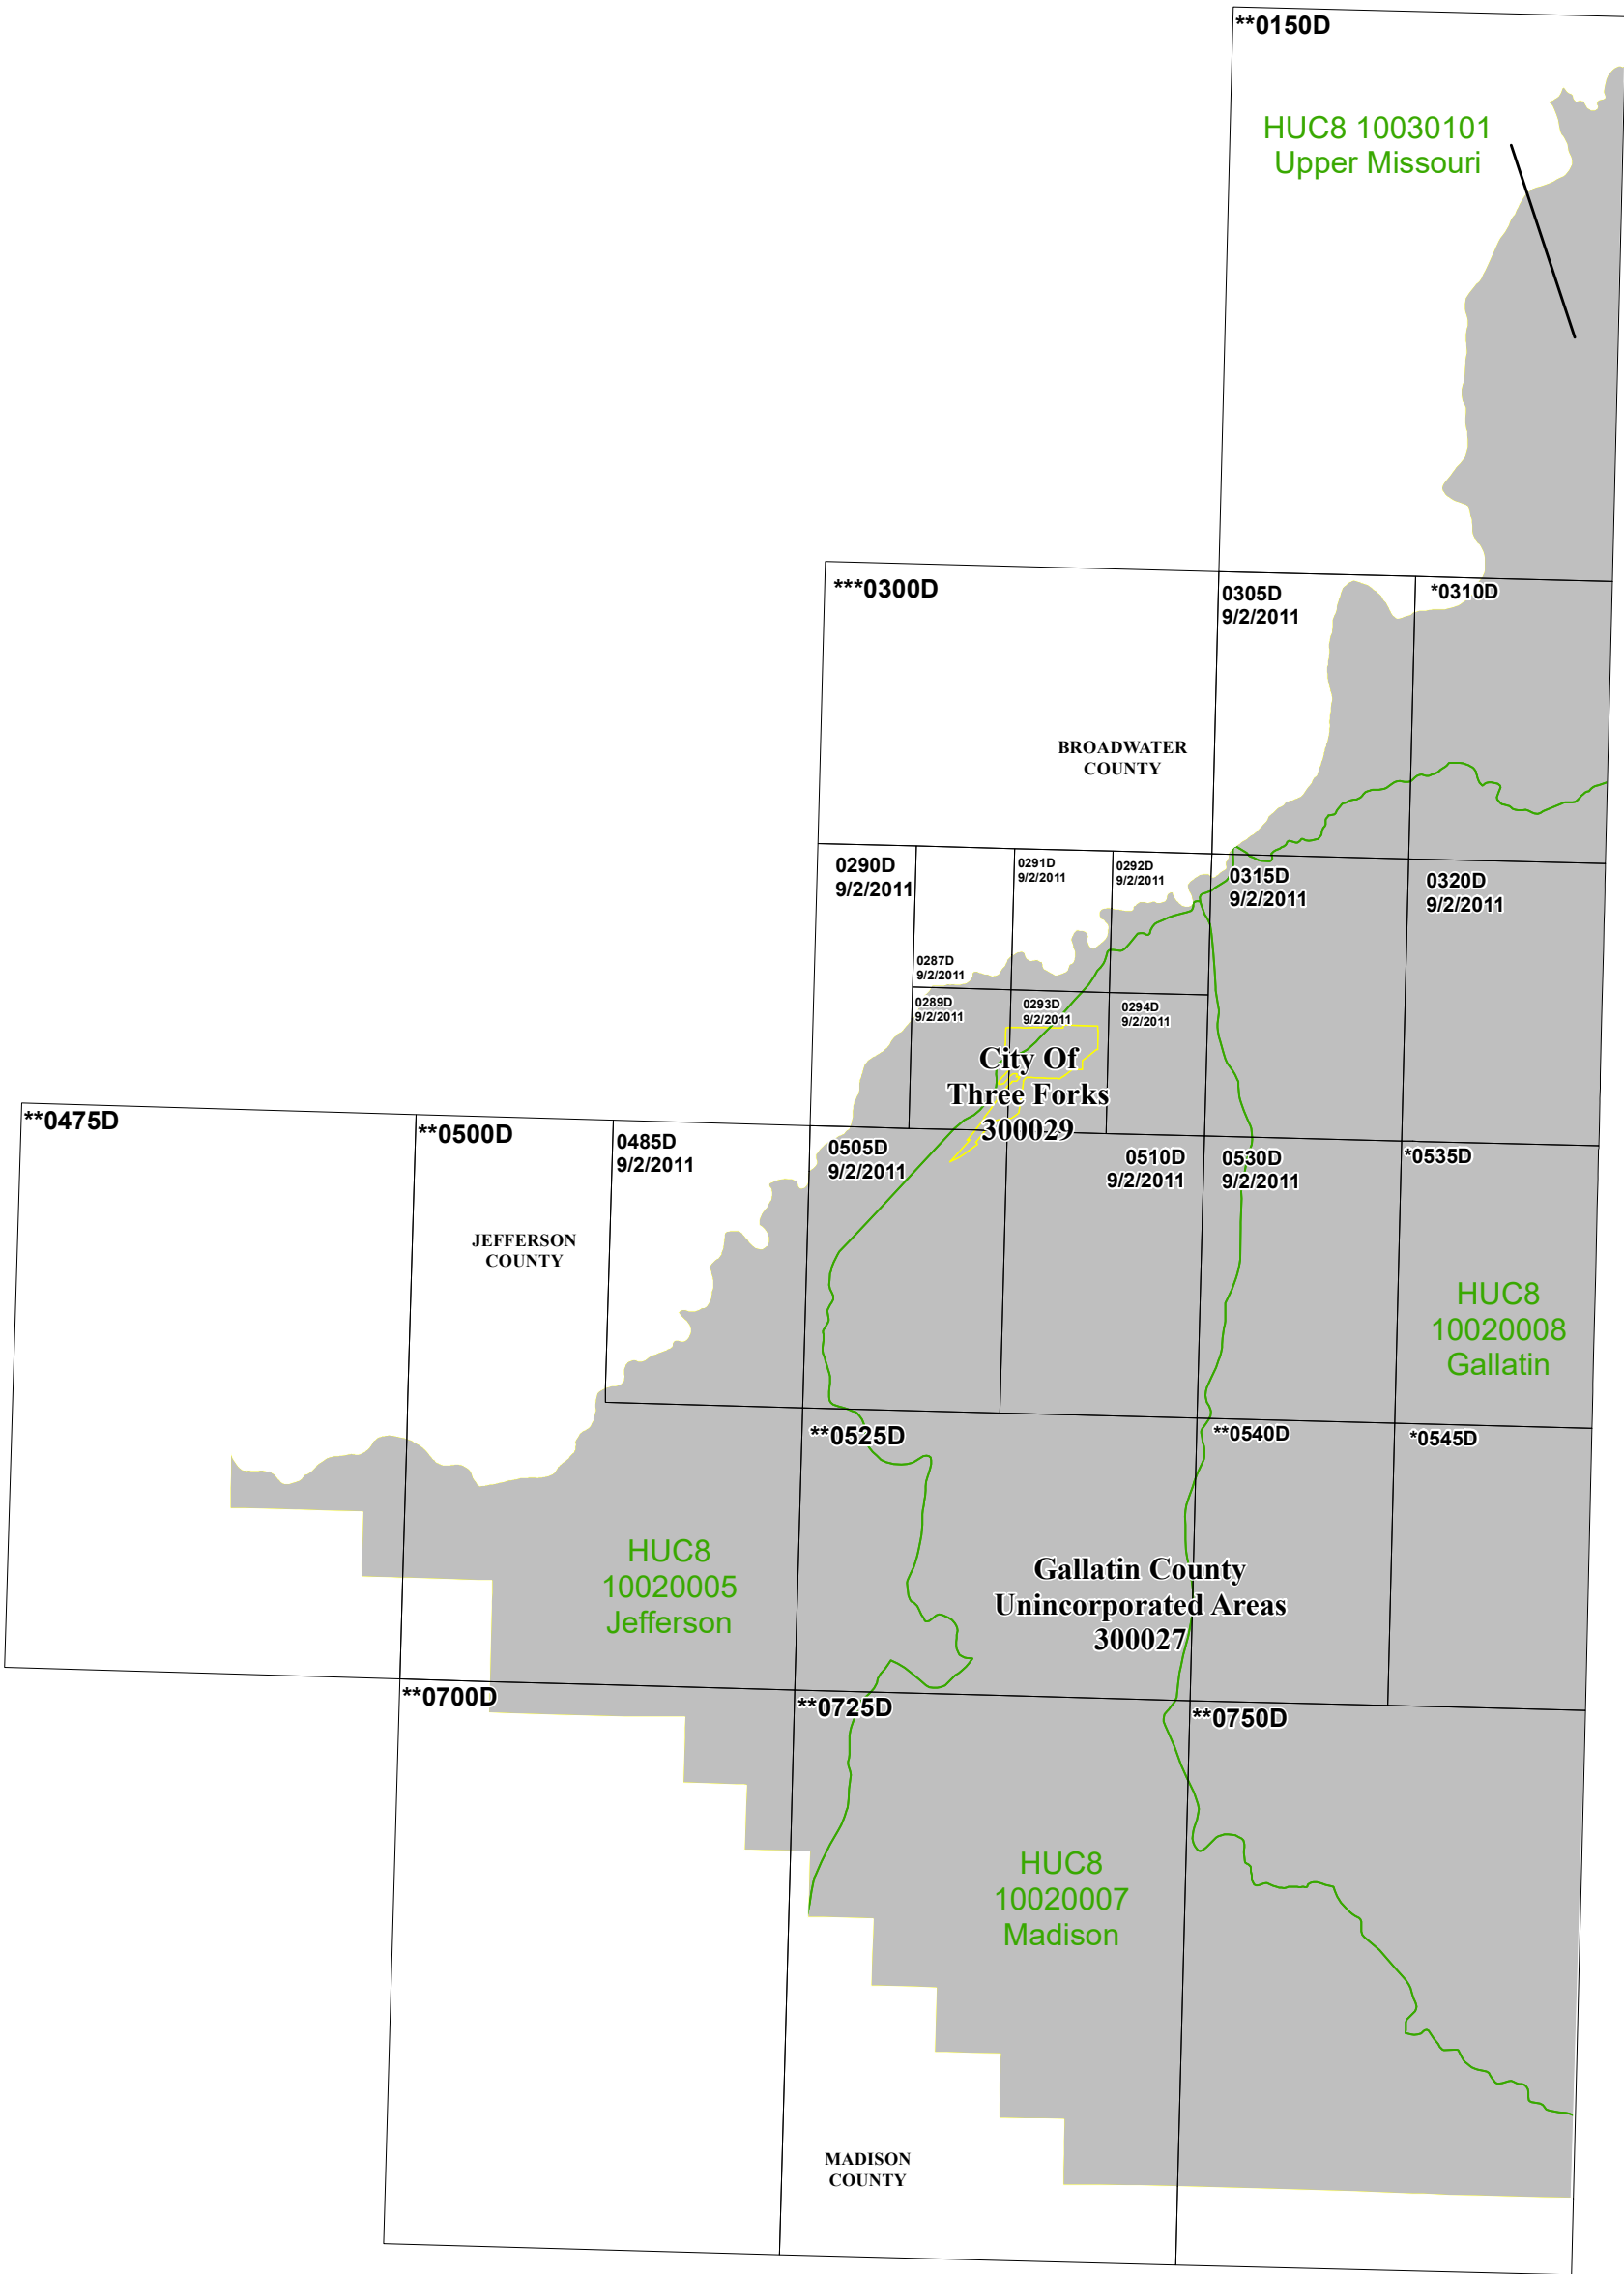 **0150D
HUC8 10030101
Upper Missouri
***0300D
0305D
9/2/2011
*0310D
BROADWATER
COUNTY
0290D
9/2/2011
0291D
9/2/2011
0292D
9/2/2011
0315D
9/2/2011
0320D
9/2/2011
0287D
9/2/2011
0289D
9/2/2011
0293D
9/2/2011
0294D
9/2/2011
City Of
Three Forks
300029
**0475D
**0500D
0485D
9/2/2011
0505D
9/2/2011
0510D
9/2/2011
0530D
9/2/2011
*0535D
JEFFERSON
COUNTY
HUC8
10020008
Gallatin
**0525D
**0540D
*0545D
HUC8
10020005
Jefferson
Gallatin County
Unincorporated Areas
300027
**0700D
**0725D
**0750D
HUC8
10020007
Madison
MADISON
COUNTY